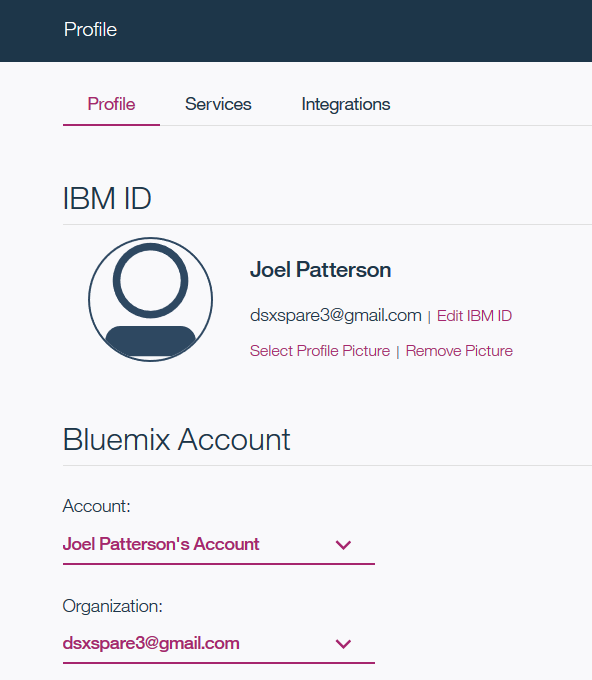 Profile
Profile Services Integrations
IBM ID
Joel Patterson
dsxspare3@gmail.com | Edit IBM ID
Select Profile Picture | Remove Picture
Bluemix Account
Account:
Joel Patterson's Account
Organization:
dsxspare3@gmail.com